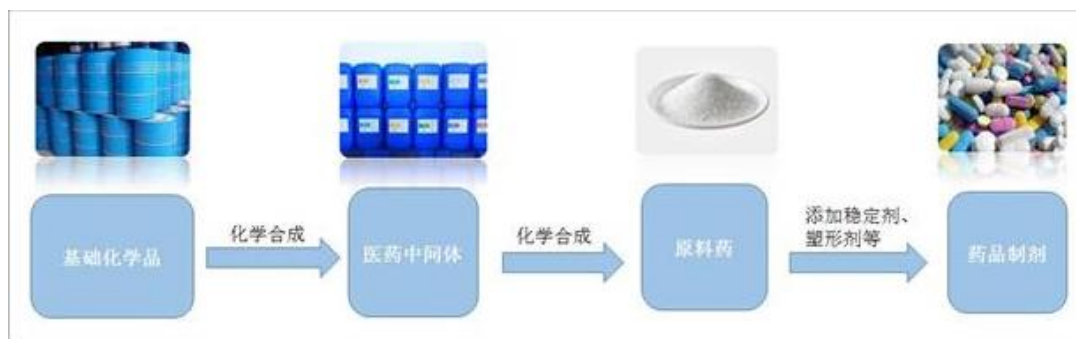 基础化学品
化学合成
医药中间体
化学合成
原料药
添加稳定剂、
塑形剂等
药品制剂